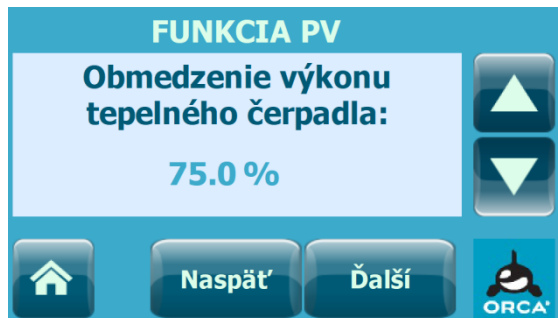 FUNKCIA PV
Obmedzenie výkonu
tepelného čerpadla:
75.0 %
Naspäť
Ďalší
ORCA